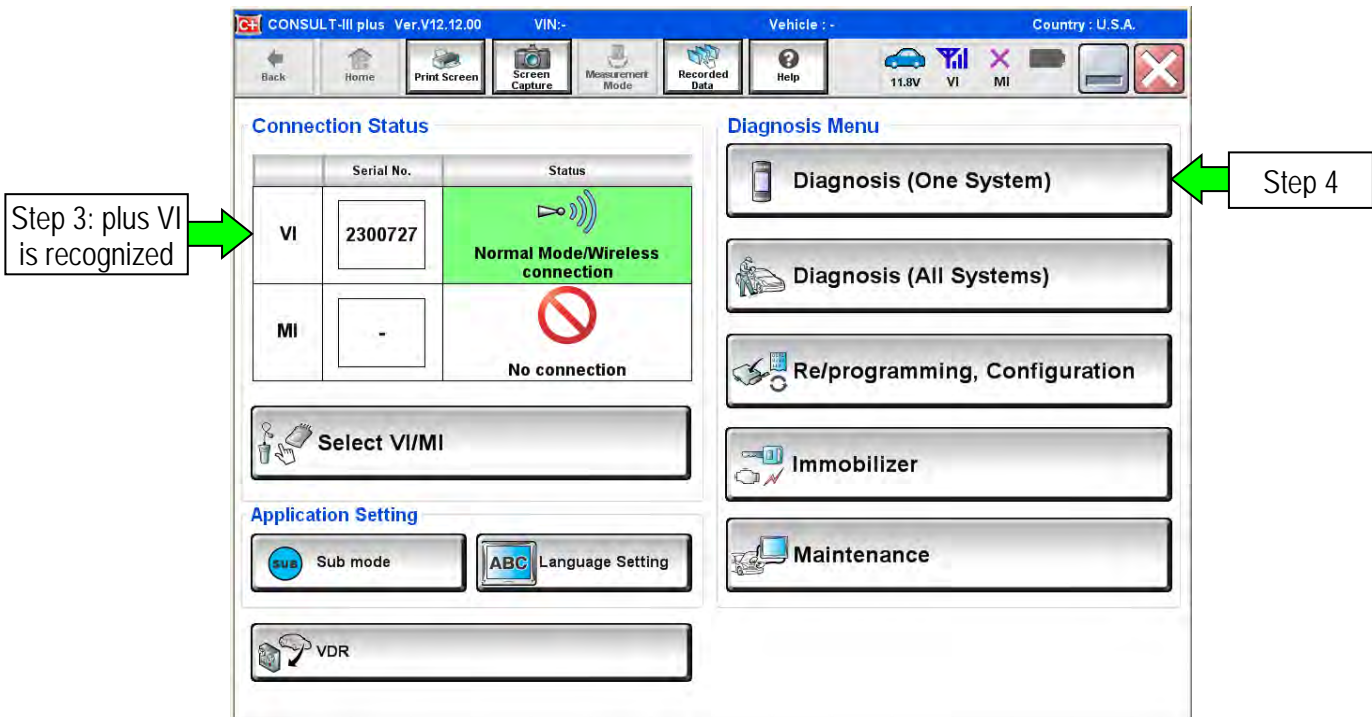 C+ CONSULT-III plus Ver.V12.12.00 VIN:- Vehicle : - Country : U.S.A.
Back
Home
Print Screen
Screen
Capture
Measurement
Mode
Recorded
Data
? Help
11.8V
VI
MI
Connection Status
Serial No. Status
VI
2300727
Normal Mode/Wireless
connection
MI
-
No connection
Select VI/MI
Application Setting
SUB Sub mode
ABC Language Setting
VDR
Diagnosis Menu
Diagnosis (One System)
Diagnosis (All Systems)
Re/programming, Configuration
Immobilizer
Maintenance
Step 3: plus VI
is recognized
Step 4